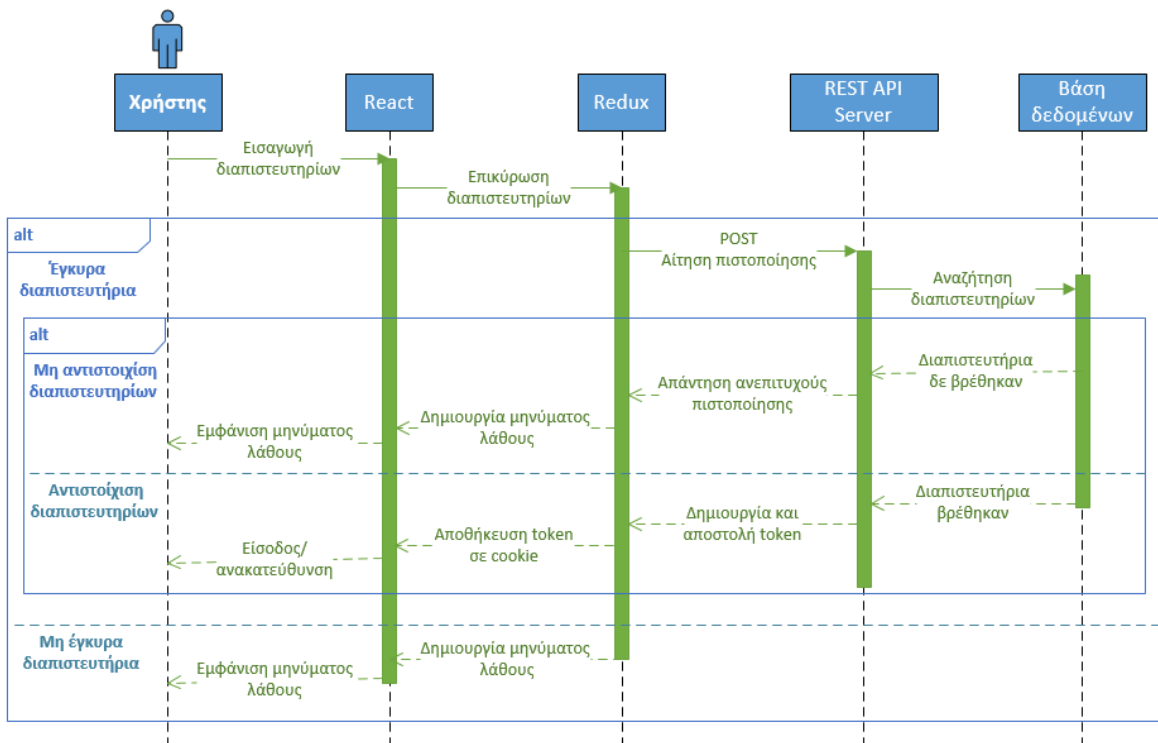 Χρήστης
React
Redux
REST API
Server
Βάση
δεδομένων
Εισαγωγή
διαπιστευτηρίων
Επικύρωση
διαπιστευτηρίων
alt
Έγκυρα
διαπιστευτήρια
POST
Αίτηση πιστοποίησης
Αναζήτηση
διαπιστευτηρίων
alt
Μη αντιστοιχίση
διαπιστευτηρίων
Διαπιστευτήρια
δε βρέθηκαν
Απάντηση ανεπιτυχούς
πιστοποίησης
Δημιουργία μηνύματος
λάθους
Εμφάνιση μηνύματος
λάθους
Αντιστοίχιση
διαπιστευτηρίων
Διαπιστευτήρια
βρέθηκαν
Δημιουργία και
αποστολή token
Αποθήκευση token
σε cookie
Είσοδος/
ανακατεύθυνση
Μη έγκυρα
διαπιστευτήρια
Δημιουργία μηνύματος
λάθους
Εμφάνιση μηνύματος
λάθους